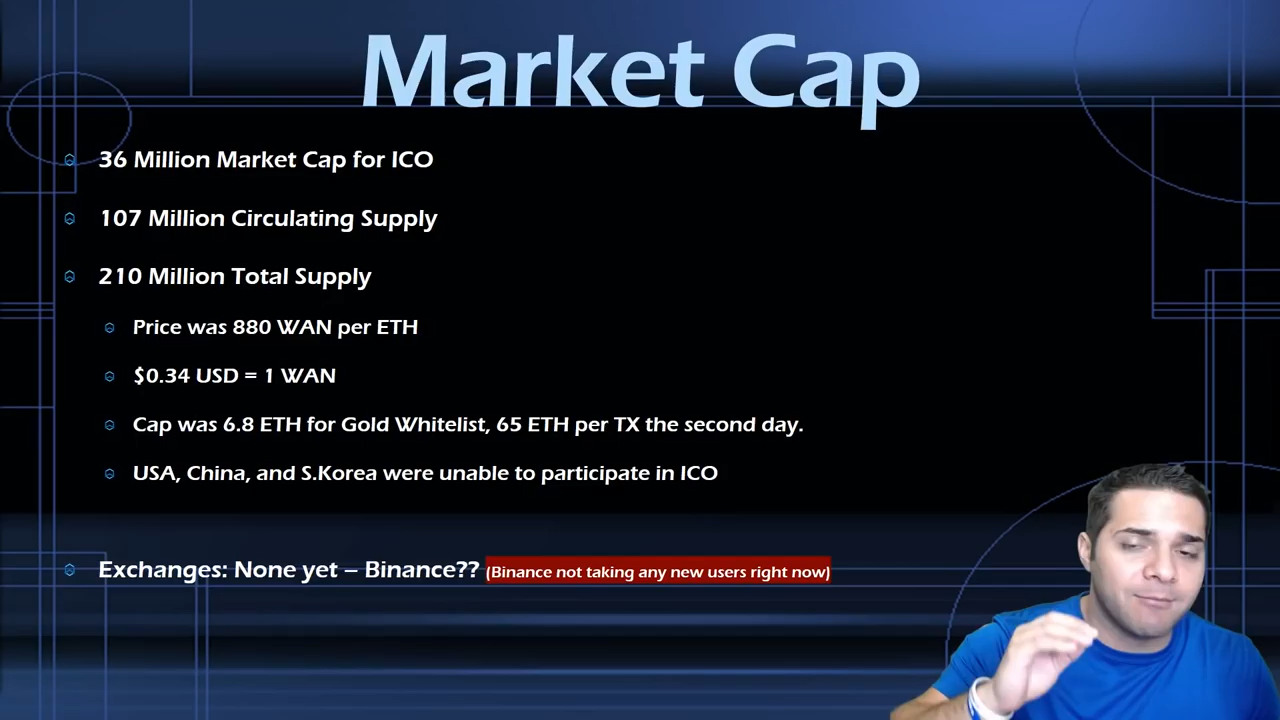 Market Cap
36 Million Market Cap for ICO
107 Million Circulating Supply
210 Million Total Supply
Price was 880 WAN per ETH
$0.34 USD = 1 WAN
Cap was 6.8 ETH for Gold Whitelist, 65 ETH per TX the second day.
USA, China, and S.Korea were unable to participate in ICO
Exchanges: None yet – Binance?? (Binance not taking any new users right now)